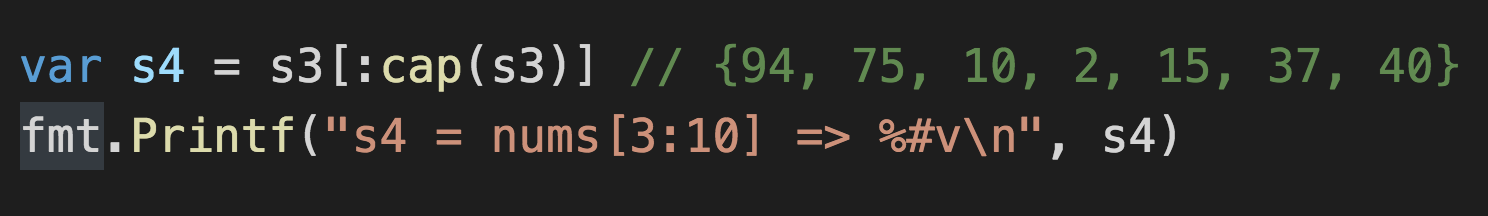 var s4 = s3[:cap(s3)] // {94, 75, 10, 2, 15, 37, 40}
fmt.Printf("s4 = nums[3:10] => %#v\n", s4)